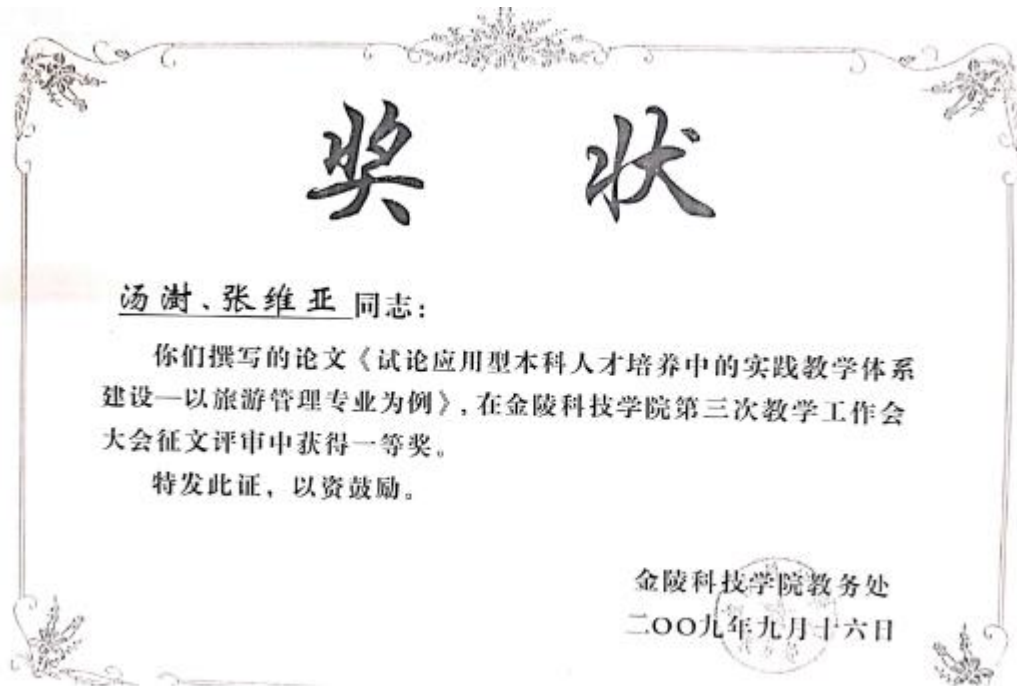 奖 状
汤澍、张维亚 同志：
你们撰写的论文《试论应用型本科人才培养中的实践教学体系
建设—以旅游管理专业为例》，在金陵科技学院第三次教学工作会
大会征文评审中获得一等奖。
特发此证，以资鼓励。
金陵科技学院教务处
二〇〇九年九月十六日